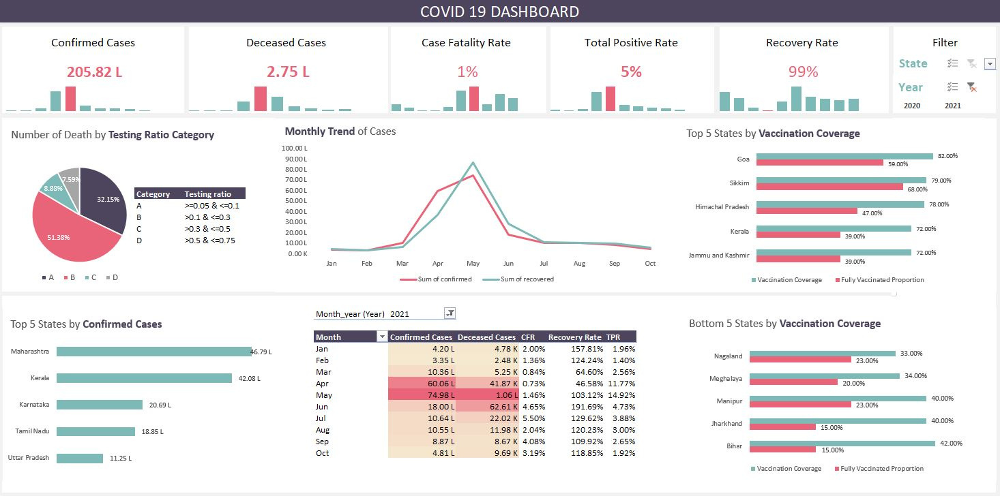 COVID 19 DASHBOARD
Confirmed Cases
205.82 L
Deceased Cases
2.75 L
Case Fatality Rate
1%
Total Positive Rate
5%
Recovery Rate
99%
Filter
State
Year
2020 2021
Number of Death by Testing Ratio Category
32.15%
51.38%
8.88%
7.59%
Category Testing ratio
A >=0.05 & <=0.1
B >0.1 & <=0.3
C >0.3 & <=0.5
D >0.5 & <=0.75
A B C D
Monthly Trend of Cases
100.00 L
90.00 L
80.00 L
70.00 L
60.00 L
50.00 L
40.00 L
30.00 L
20.00 L
10.00 L
0.00 K
Jan Feb Mar Apr May Jun Jul Aug Sep Oct
Sum of confirmed Sum of recovered
Top 5 States by Vaccination Coverage
Goa 82.00%
59.00%
Sikkim 79.00%
68.00%
Himachal Pradesh 78.00%
47.00%
Kerala 72.00%
39.00%
Jammu and Kashmir 72.00%
39.00%
Vaccination Coverage Fully Vaccinated Proportion
Top 5 States by Confirmed Cases
Maharashtra 46.79 L
Kerala 42.08 L
Karnataka 20.69 L
Tamil Nadu 18.85 L
Uttar Pradesh 11.25 L
Month_year (Year) 2021
Month Confirmed Cases Deceased Cases CFR Recovery Rate TPR
Jan 4.20 L 4.78 K 2.00% 157.81% 1.96%
Feb 3.35 L 2.48 K 1.36% 124.24% 1.40%
Mar 10.36 L 5.25 K 0.84% 64.60% 2.56%
Apr 60.06 L 41.87 K 0.73% 46.58% 11.77%
May 74.98 L 1.06 L 1.46% 103.12% 14.92%
Jun 18.00 L 62.61 K 4.65% 191.69% 4.73%
Jul 10.64 L 22.02 K 5.50% 129.62% 3.88%
Aug 10.55 L 11.98 K 2.04% 120.23% 3.00%
Sep 8.87 L 8.67 K 4.08% 109.92% 2.65%
Oct 4.81 L 9.69 K 3.19% 118.85% 1.92%
Bottom 5 States by Vaccination Coverage
Nagaland 33.00%
23.00%
Meghalaya 34.00%
20.00%
Manipur 40.00%
23.00%
Jharkhand 40.00%
15.00%
Bihar 42.00%
15.00%
Vaccination Coverage Fully Vaccinated Proportion